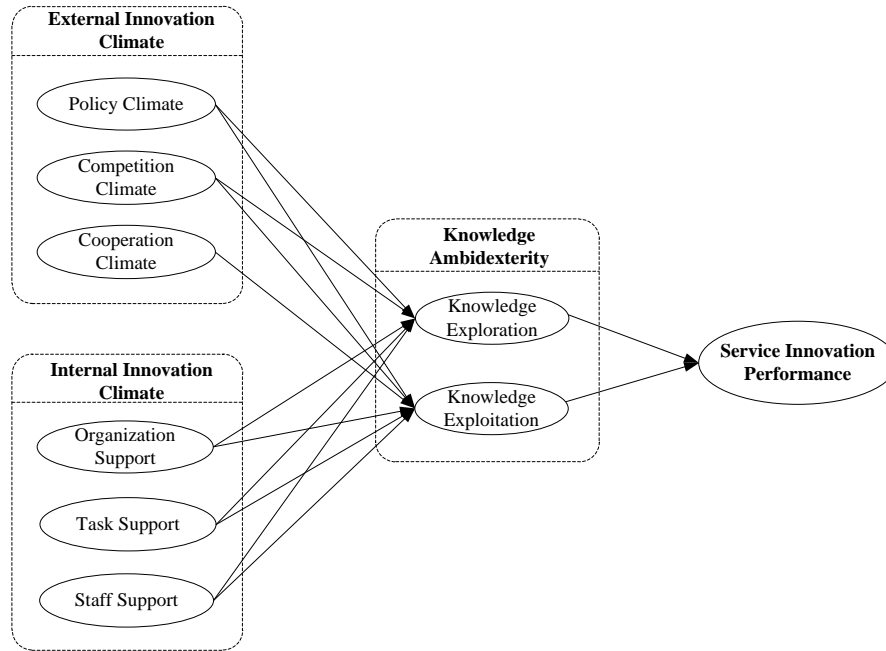 External Innovation
Climate
Policy Climate
Competition
Climate
Cooperation
Climate
Internal Innovation
Climate
Organization
Support
Task Support
Staff Support
Knowledge
Ambidexterity
Knowledge
Exploration
Knowledge
Exploitation
Service Innovation
Performance